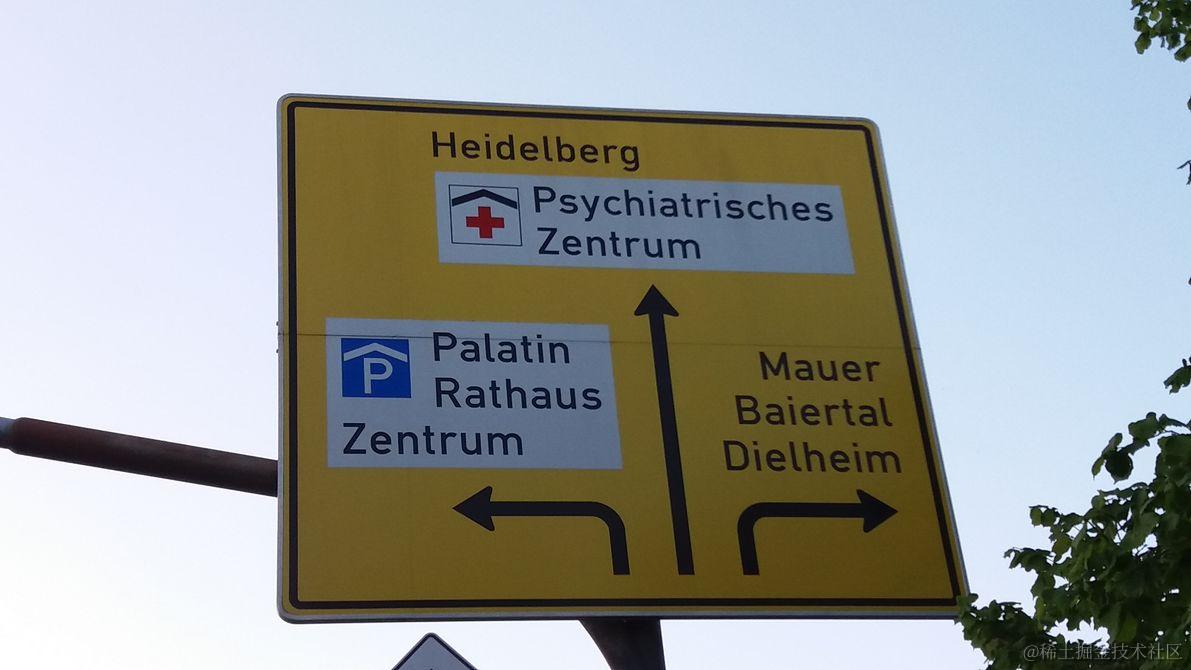 Heidelberg
Psychiatrisches
Zentrum
P
Palatin
Rathaus
Zentrum
Mauer
Baiertal
Dielheim
@稀土掘金技术社区